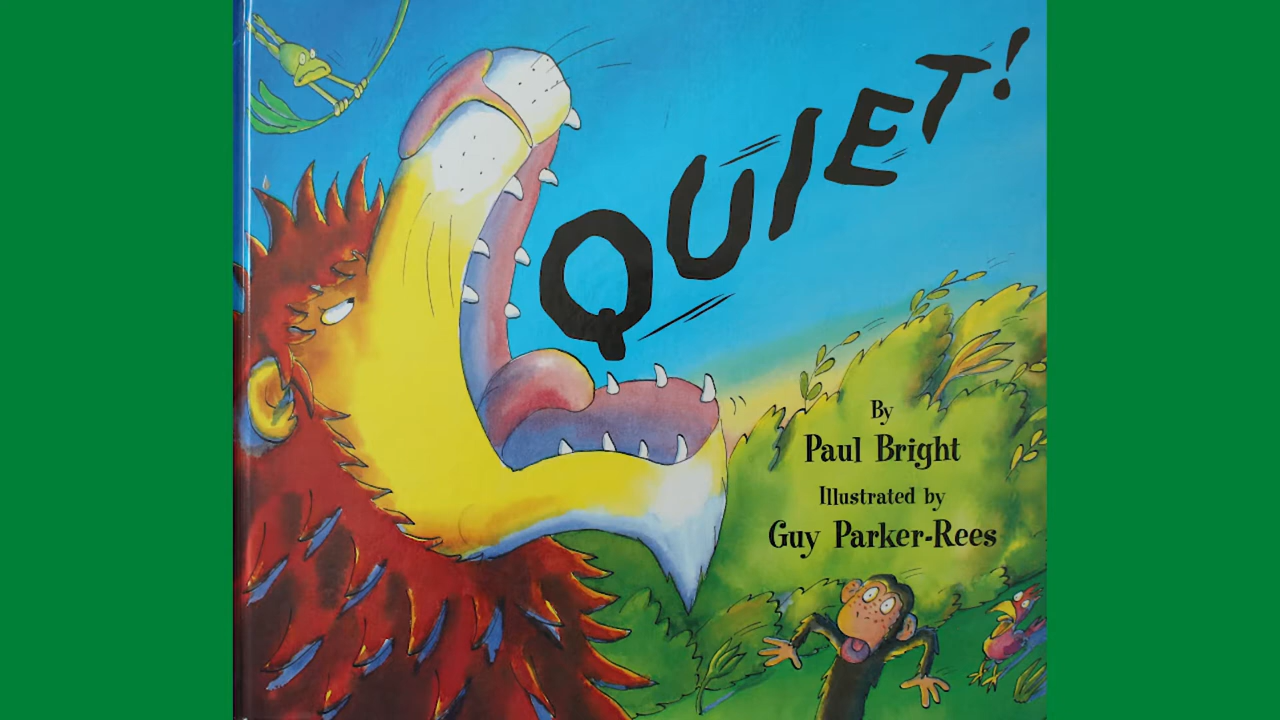 QUIET!
By
Paul Bright
Illustrated by
Guy Parker-Rees